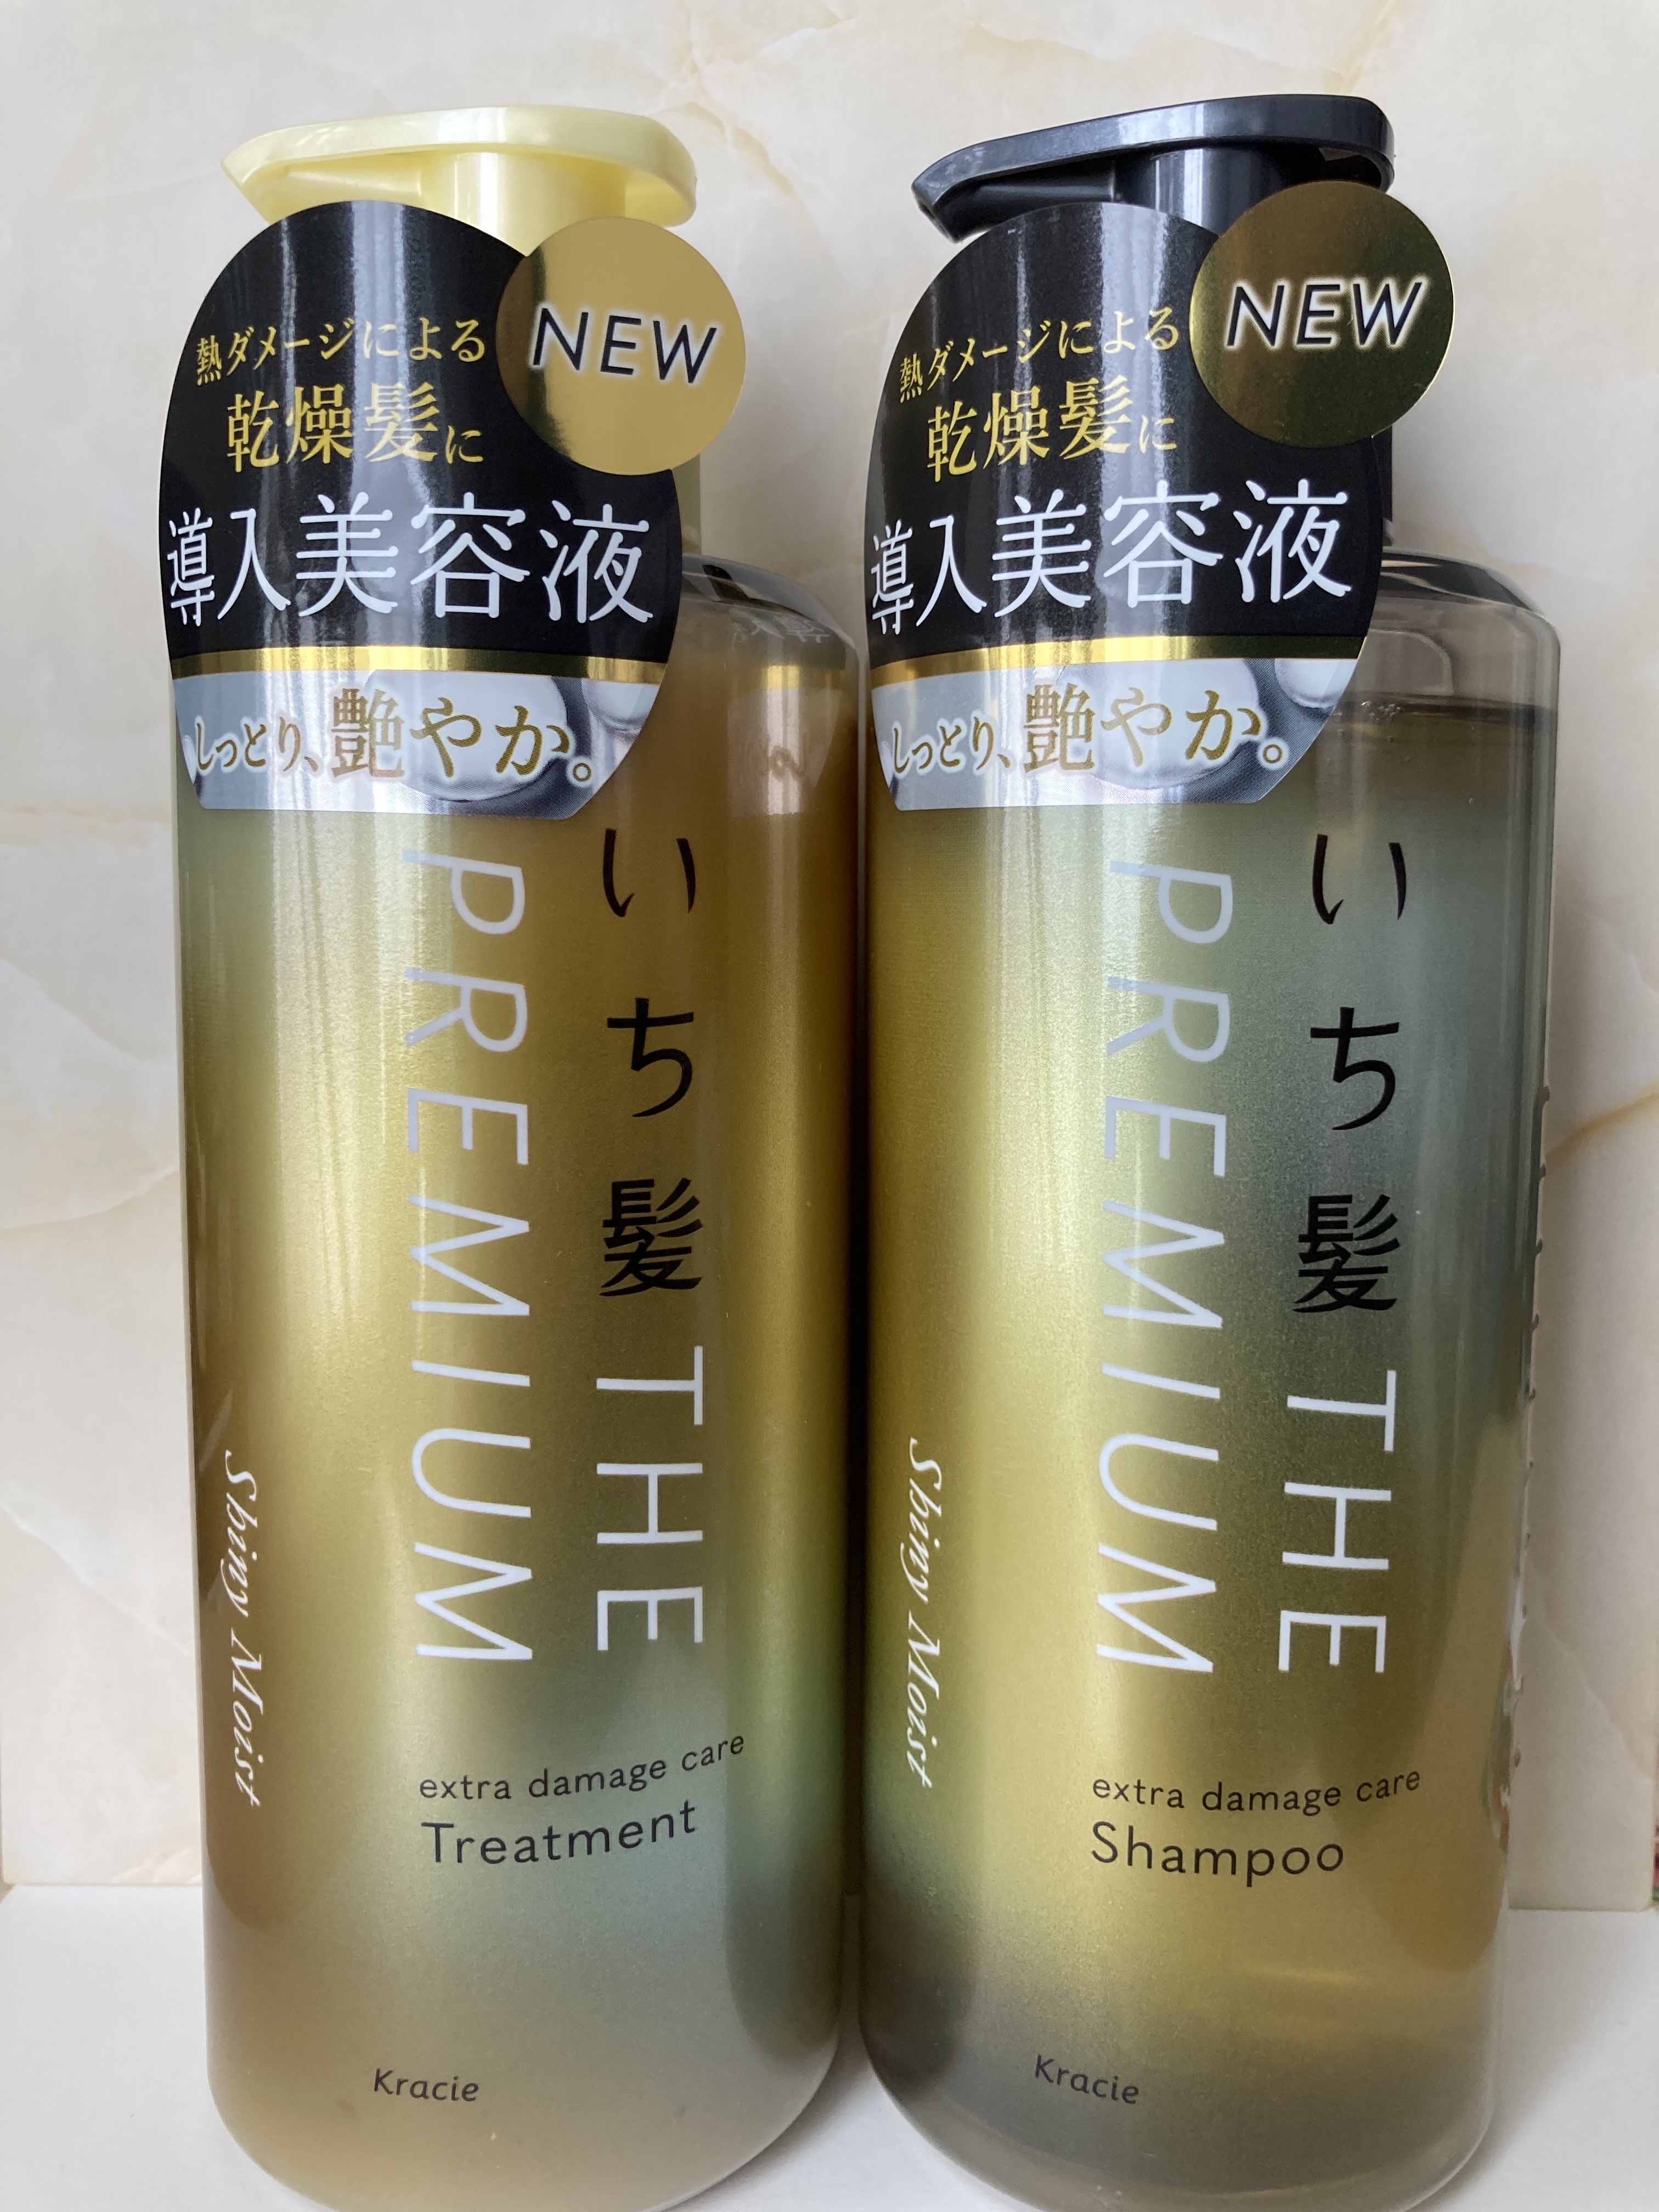 NEW
熱ダメージによる
乾燥髪に
導入美容液
しっとり、艶やか。
いち髪 THE
PREMIUM
Shiny Moist
extra damage care
Treatment
Kracie
NEW
熱ダメージによる
乾燥髪に
導入美容液
しっとり、艶やか。
いち髪 THE
PREMIUM
Shiny Moist
extra damage care
Shampoo
Kracie